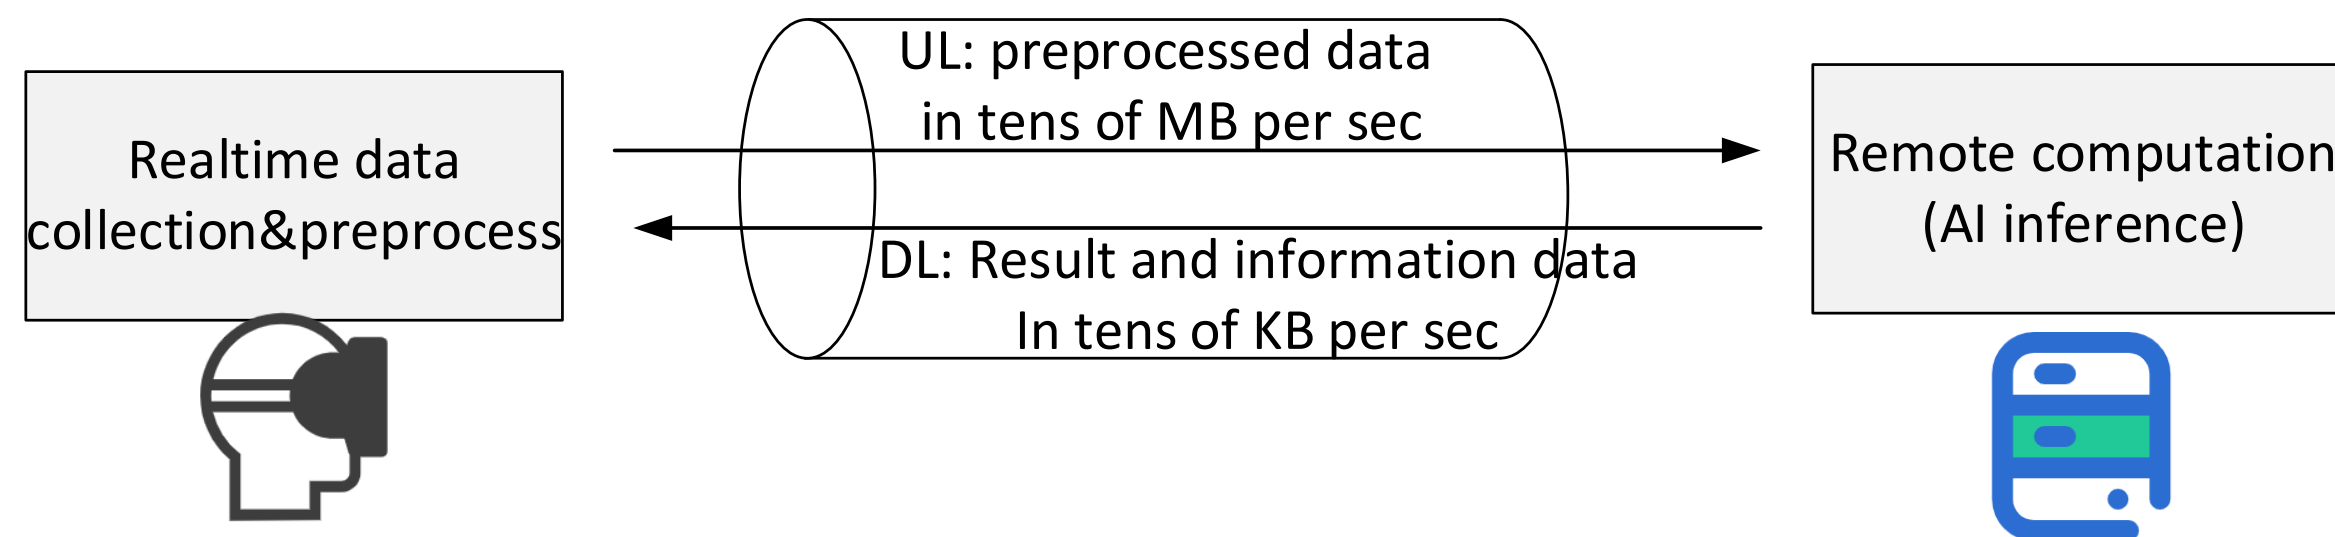 Realtime data
collection&preprocess
UL: preprocessed data
in tens of MB per sec
DL: Result and information data
In tens of KB per sec
Remote computation
(AI inference)